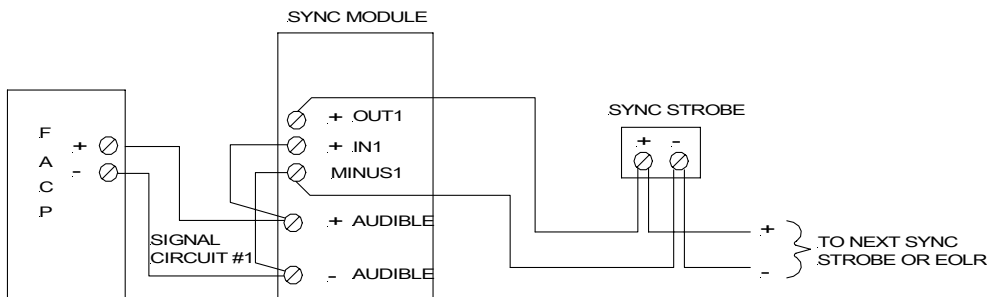 SYNC MODULE
F
A
C
P
+
-
+ OUT1
+ IN1
MINUS1
+ AUDIBLE
- AUDIBLE
SIGNAL
CIRCUIT #1
SYNC STROBE
+ -
+
-
TO NEXT SYNC
STROBE OR EOLR